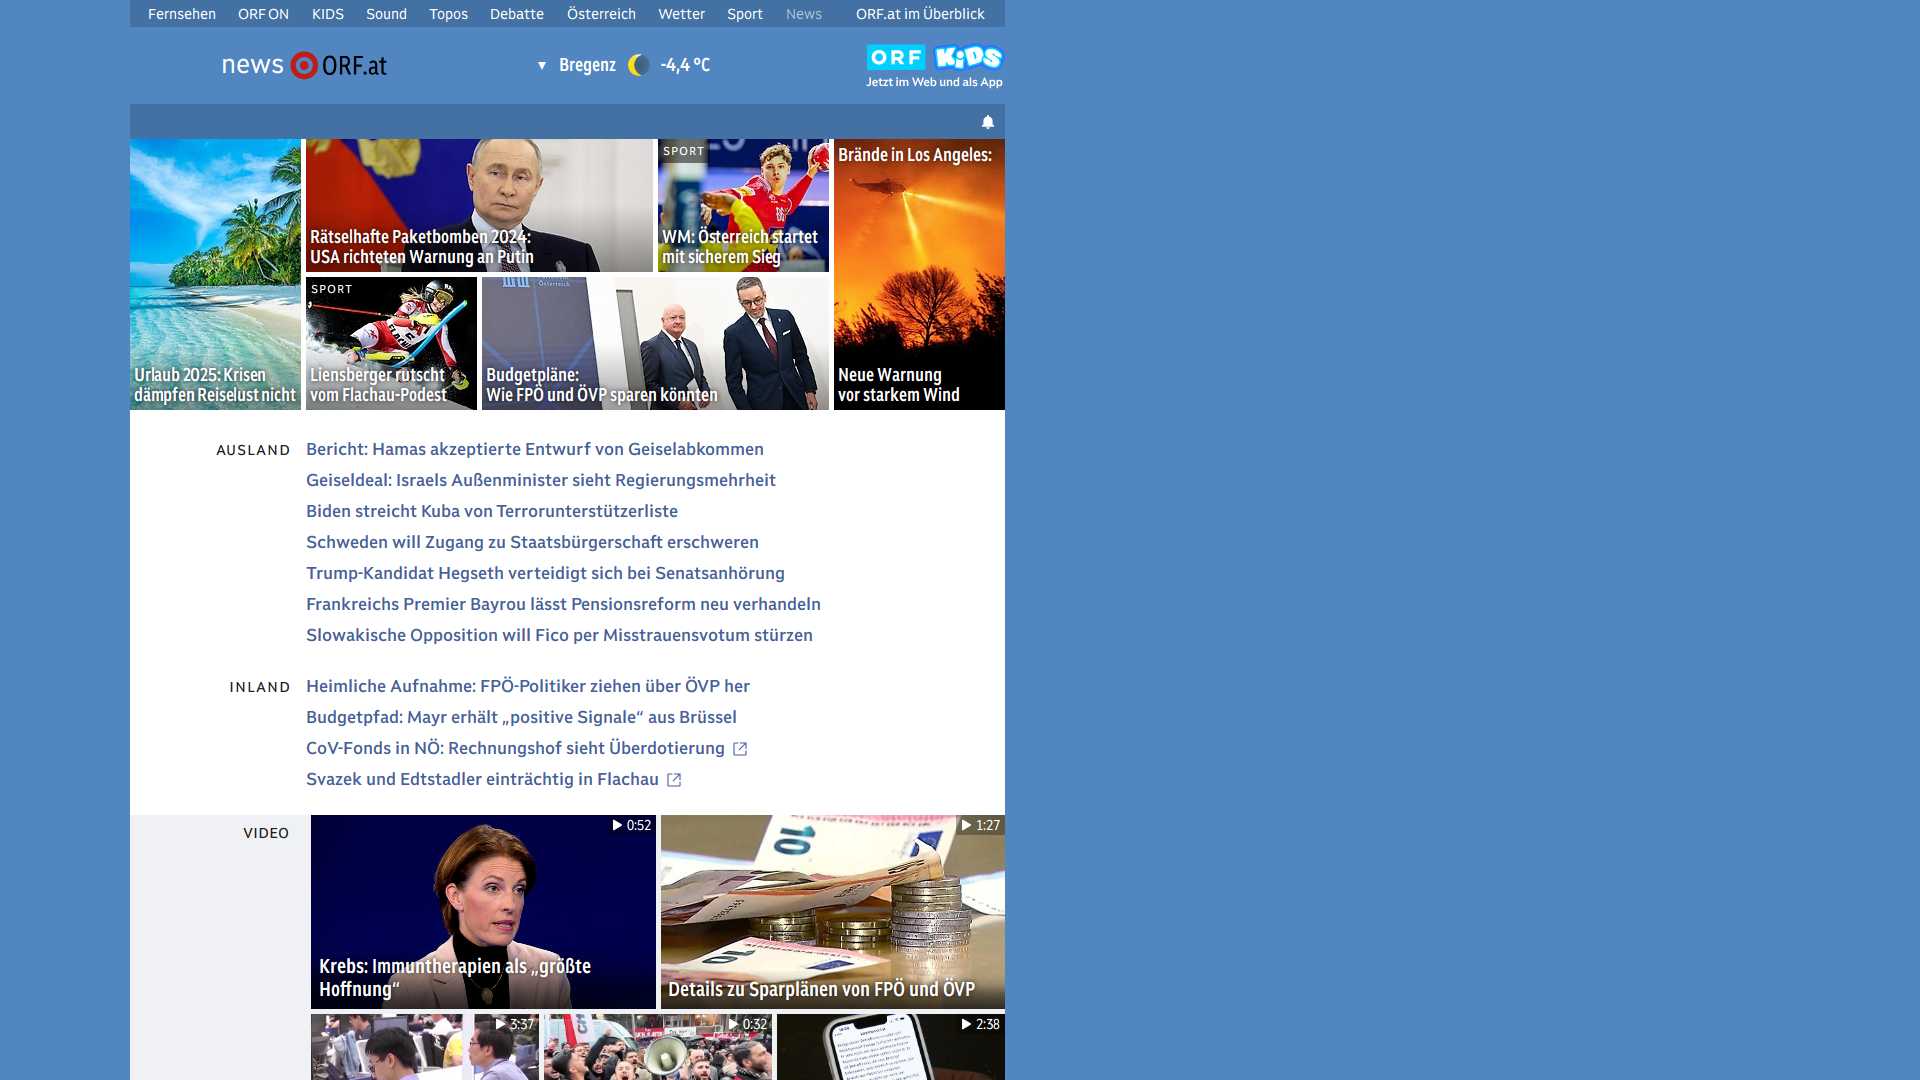 Fernsehen ORF ON KIDS Sound Topos Debatte Österreich Wetter Sport News ORF.at im Überblick
news ORF.at
Bregenz -4,4 °C
ORF KiDS
Jetzt im Web und als App
Urlaub 2025: Krisen
dämpfen Reiselust nicht
Rätselhafte Paketbomben 2024:
USA richteten Warnung an Putin
SPORT
WM: Österreich startet
mit sicherem Sieg
Brände in Los Angeles:
Neue Warnung
vor starkem Wind
SPORT
Liensberger rutscht
vom Flachau-Podest
Österreich
Budgetpläne:
Wie FPÖ und ÖVP sparen könnten
AUSLAND
Bericht: Hamas akzeptierte Entwurf von Geiselabkommen
Geiseldeal: Israels Außenminister sieht Regierungsmehrheit
Biden streicht Kuba von Terrorunterstützerliste
Schweden will Zugang zu Staatsbürgerschaft erschweren
Trump-Kandidat Hegseth verteidigt sich bei Senatsanhörung
Frankreichs Premier Bayrou lässt Pensionsreform neu verhandeln
Slowakische Opposition will Fico per Misstrauensvotum stürzen
INLAND
Heimliche Aufnahme: FPÖ-Politiker ziehen über ÖVP her
Budgetpfad: Mayr erhält „positive Signale“ aus Brüssel
CoV-Fonds in NÖ: Rechnungshof sieht Überdotierung
Svazek und Edtstadler einträchtig in Flachau
VIDEO
0:52
Krebs: Immuntherapien als „größte
Hoffnung“
1:27
10
10
Details zu Sparplänen von FPÖ und ÖVP
3:37
0:32
2:38